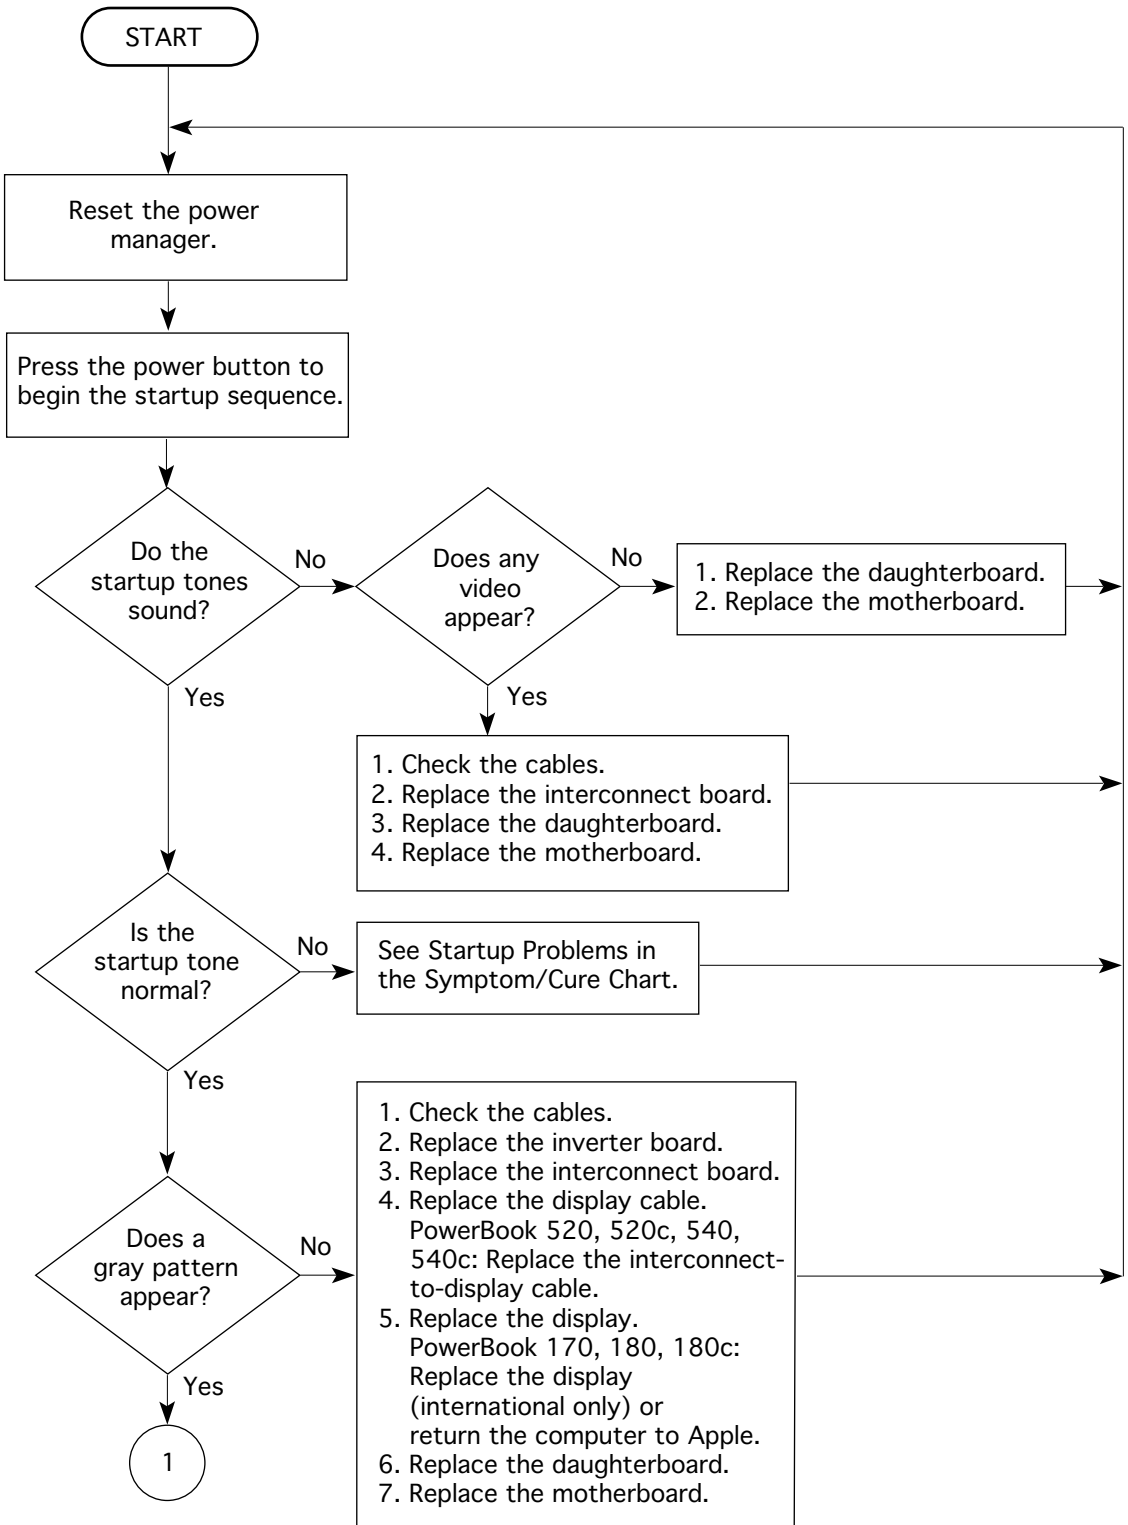 START
Reset the power
manager.
Press the power button to
begin the startup sequence.
Do the
startup tones
sound?
No
Does any
video
appear?
No
1. Replace the daughterboard.
2. Replace the motherboard.
Yes
Yes
1. Check the cables.
2. Replace the interconnect board.
3. Replace the daughterboard.
4. Replace the motherboard.
Is the
startup tone
normal?
No
See Startup Problems in
the Symptom/Cure Chart.
Yes
Does a
gray pattern
appear?
No
1. Check the cables.
2. Replace the inverter board.
3. Replace the interconnect board.
4. Replace the display cable.
PowerBook 520, 520c, 540,
540c: Replace the interconnect-
to-display cable.
5. Replace the display.
PowerBook 170, 180, 180c:
Replace the display
(international only) or
return the computer to Apple.
6. Replace the daughterboard.
7. Replace the motherboard.
Yes
1